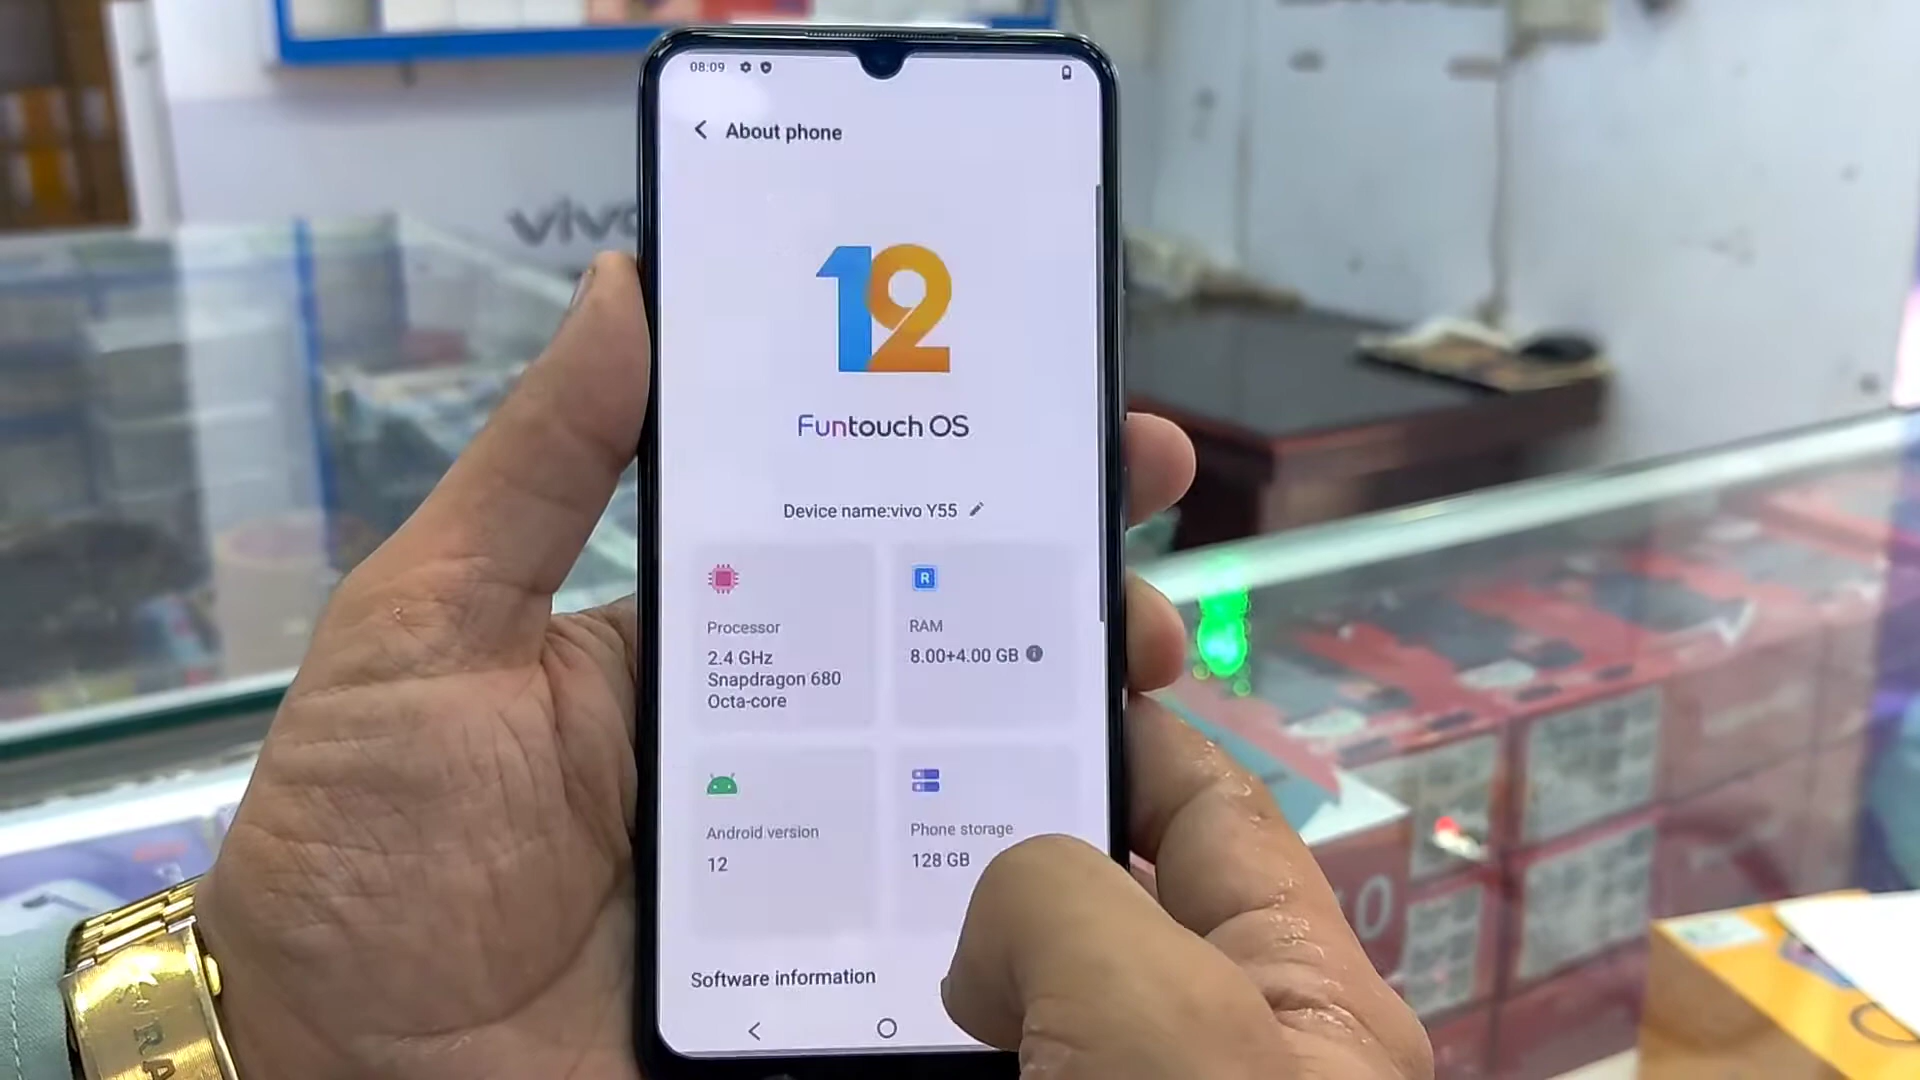 08:09
About phone
vivo
12
Funtouch OS
Device name:vivo Y55
Processor
2.4 GHz
Snapdragon 680
Octa-core
R
RAM
8.00+4.00 GB
Android version
12
Phone storage
128 GB
Software information